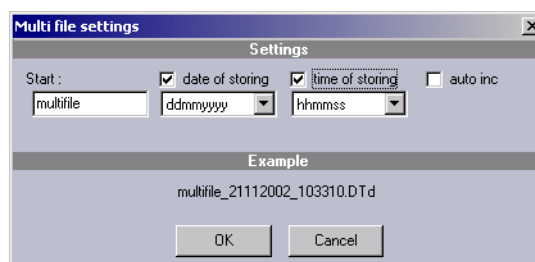 Multi file settings
Settings
Start : date of storing time of storing auto inc
multifile ddmmyyyy hhmmss
Example
multifile_21112002_103310.DTd
OK Cancel